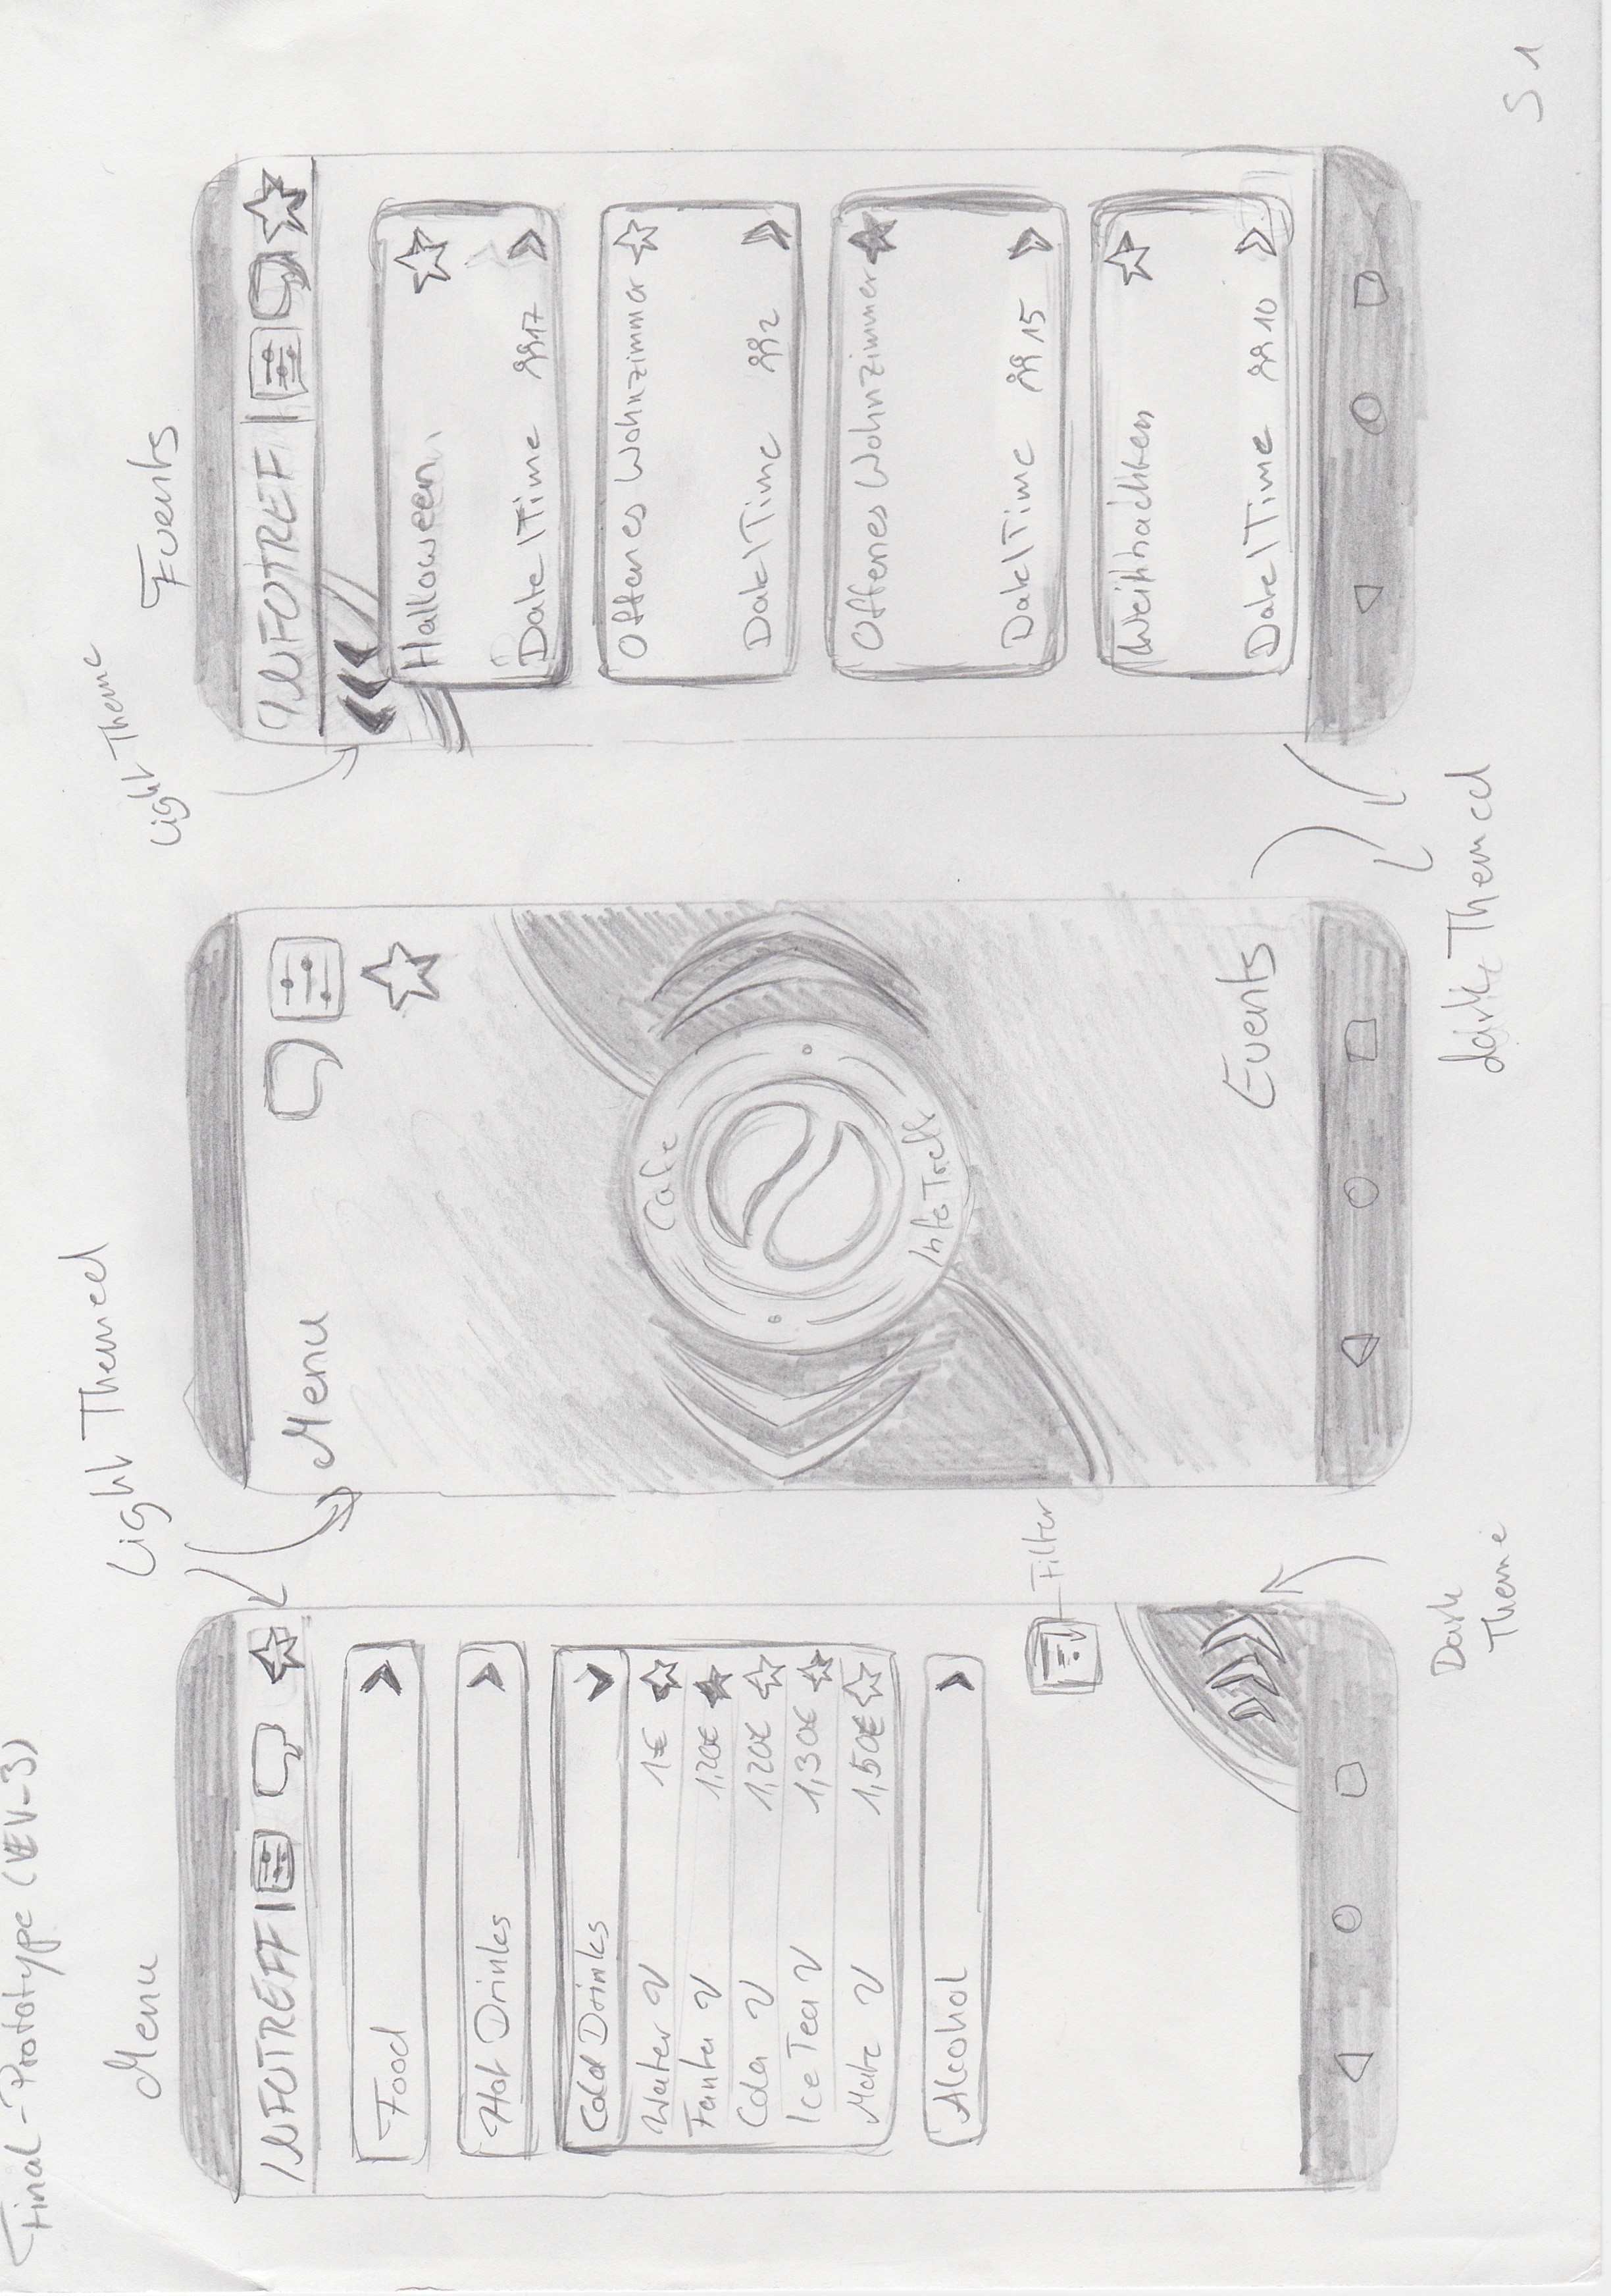 Final-Prototype (VEV-3)
Menu
Light Themed
Light Theme
Events
INFOTREFF |
Food
Hot Drinks
Cold Drinks
Water V 1€
Fanta V 1,20€
Cola V 1,20€
Ice Tea V 1,30€
Mate V 1,50€
Alcohol
Filter
Dark
Theme
Menu
Cafe
InfoTreff
Events
dark Themed
INFOTREF |
Halloween
Date | Time 17
Offenes Wohnzimmer
Date | Time 2
Offenes Wohnzimmer
Date | Time 15
Weihnachten
Date | Time 10
S 1